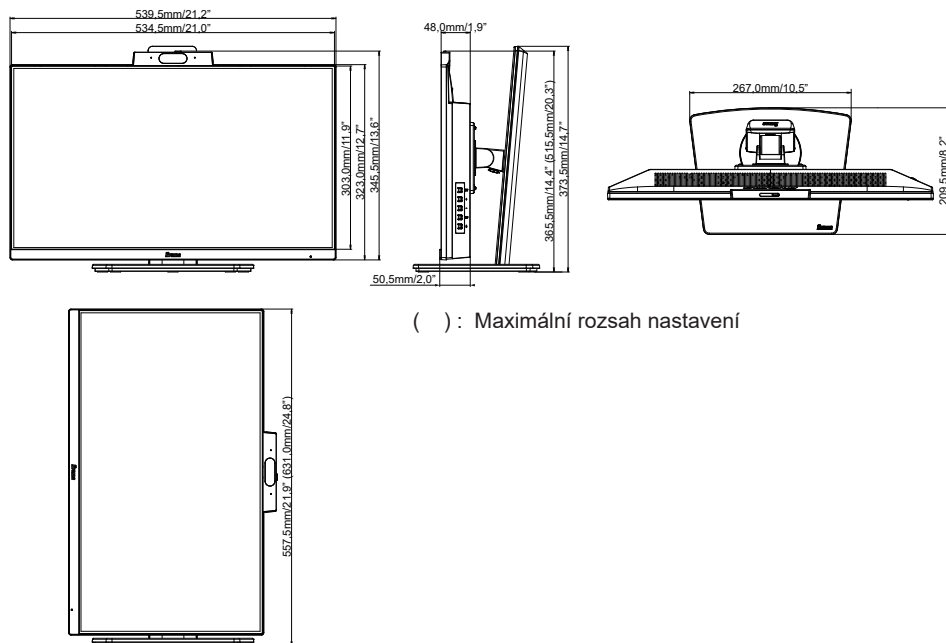 539,5mm/21,2”
534,5mm/21,0”
303,0mm/11,9”
323,0mm/12,7”
345,5mm/13,6”
48,0mm/1,9”
365,5mm/14,4” (515,5mm/20,3”)
373,5mm/14,7”
50,5mm/2,0”
267,0mm/10,5”
209,5mm/8,2”
( ) : Maximální rozsah nastavení
557,5mm/21,9” (631,0mm/24,8”)